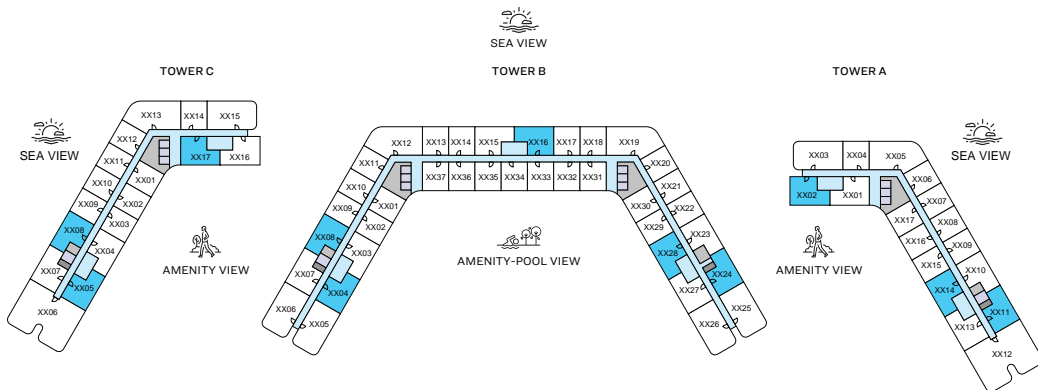 SEA VIEW
TOWER C
TOWER B
TOWER A
SEA VIEW
SEA VIEW
AMENITY VIEW
AMENITY-POOL VIEW
AMENITY VIEW
XX13
XX14
XX15
XX12
XX11
XX17
XX16
XX10
XX01
XX09
XX02
XX08
XX03
XX07
XX04
XX05
XX06
XX12
XX13
XX14
XX15
XX16
XX17
XX18
XX19
XX11
XX37
XX36
XX35
XX34
XX33
XX32
XX31
XX20
XX10
XX01
XX30
XX21
XX09
XX02
XX29
XX22
XX08
XX03
XX28
XX23
XX07
XX04
XX27
XX24
XX06
XX05
XX26
XX25
XX03
XX04
XX05
XX02
XX01
XX06
XX17
XX07
XX16
XX08
XX15
XX09
XX14
XX10
XX13
XX11
XX12